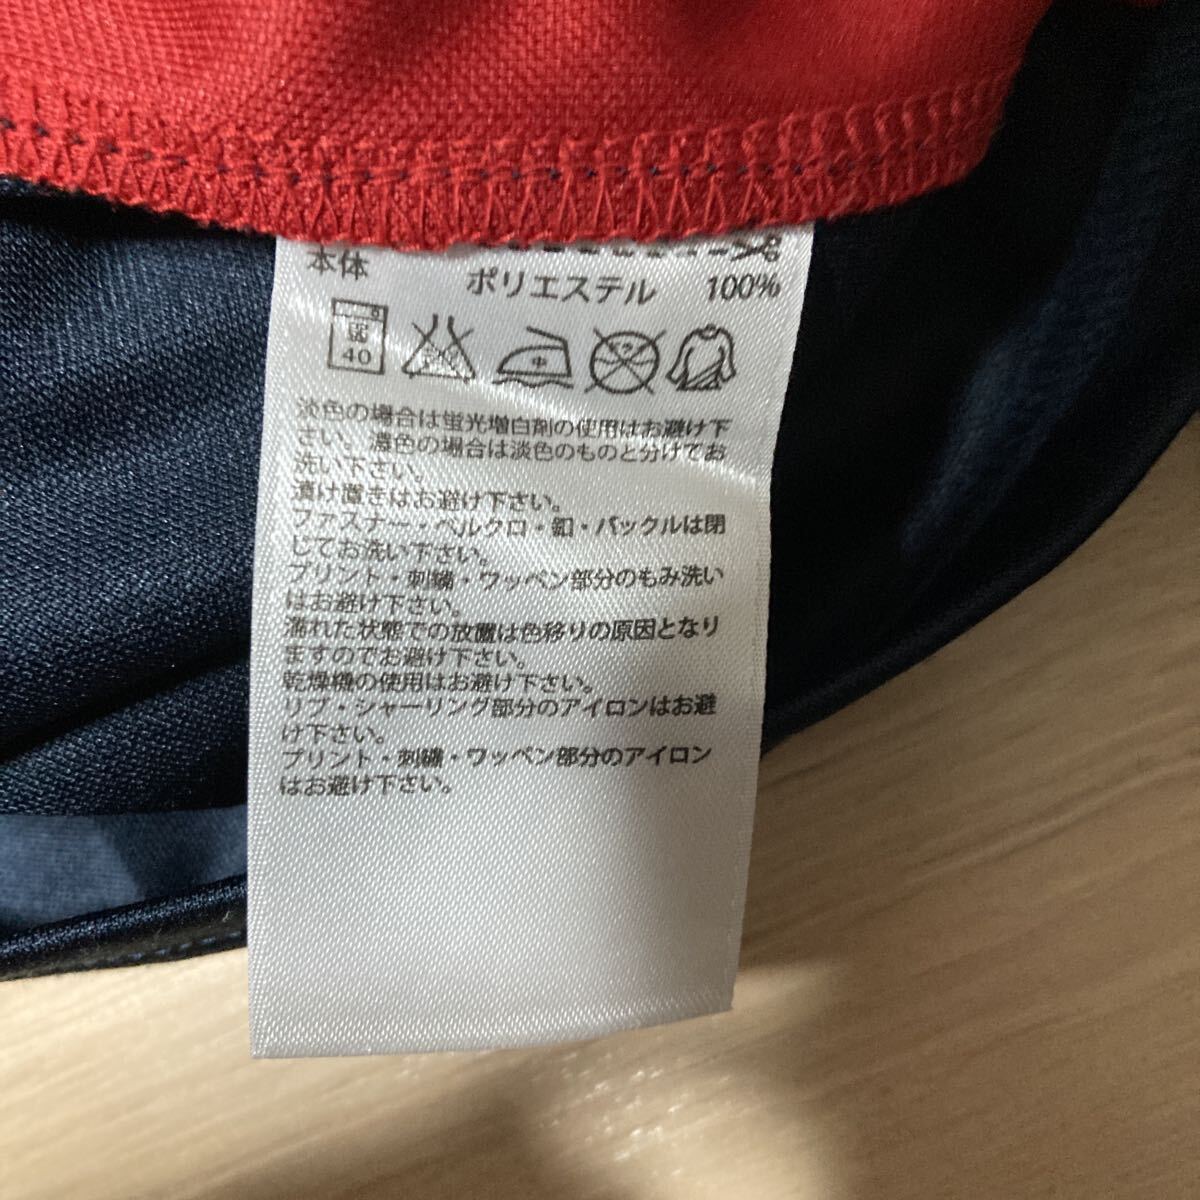 本体
ポリエステル 100%
40
中
淡色の場合は蛍光増白剤の使用はお避け下
さい。濃色の場合は淡色のものと分けてお
洗い下さい。
漬け置きはお避け下さい。
ファスナー・ベルクロ・釦・バックルは閉
じてお洗い下さい。
プリント・刺繍・ワッペン部分のもみ洗い
はお避け下さい。
濡れた状態での放置は色移りの原因となり
ますのでお避け下さい。
乾燥機の使用はお避け下さい。
リブ・シャーリング部分のアイロンはお避
け下さい。
プリント・刺繍・ワッペン部分のアイロン
はお避け下さい。